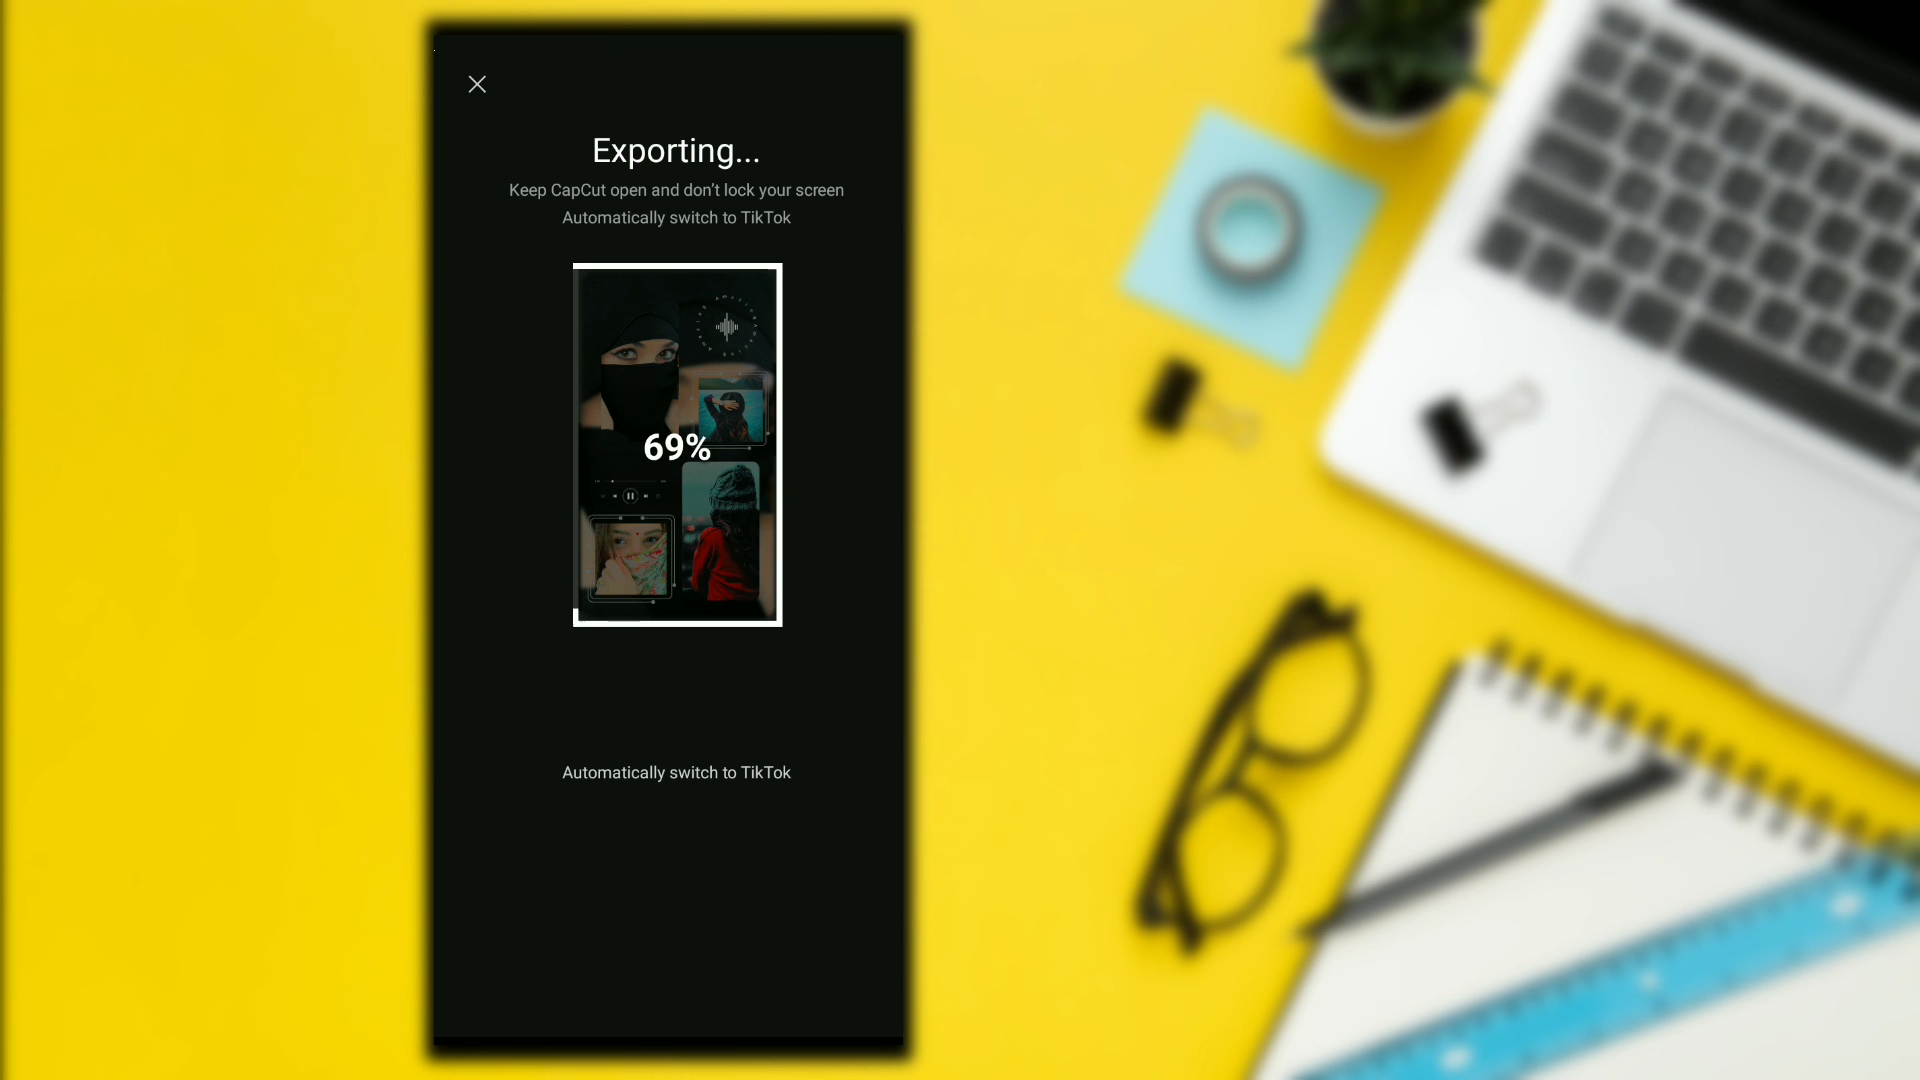 Exporting...
Keep CapCut open and don't lock your screen
Automatically switch to TikTok
69%
Automatically switch to TikTok